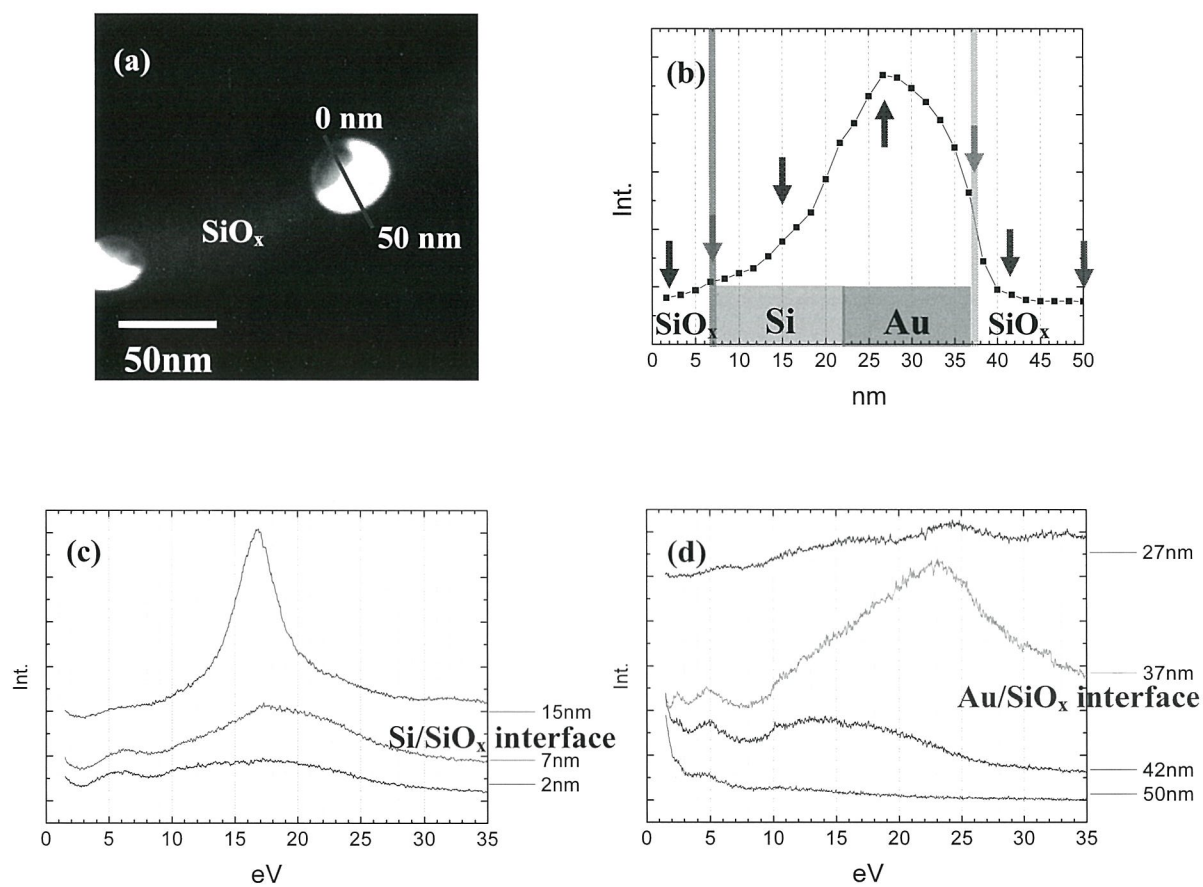 (a)
0 nm
SiOₓ
50 nm
50nm
(b)
Int.
SiOₓ Si Au SiOₓ
0 5 10 15 20 25 30 35 40 45 50
nm
(c)
Int.
15nm
Si/SiOₓ interface
7nm
2nm
0 5 10 15 20 25 30 35
eV
(d)
Int.
27nm
37nm
Au/SiOₓ interface
42nm
50nm
0 5 10 15 20 25 30 35
eV